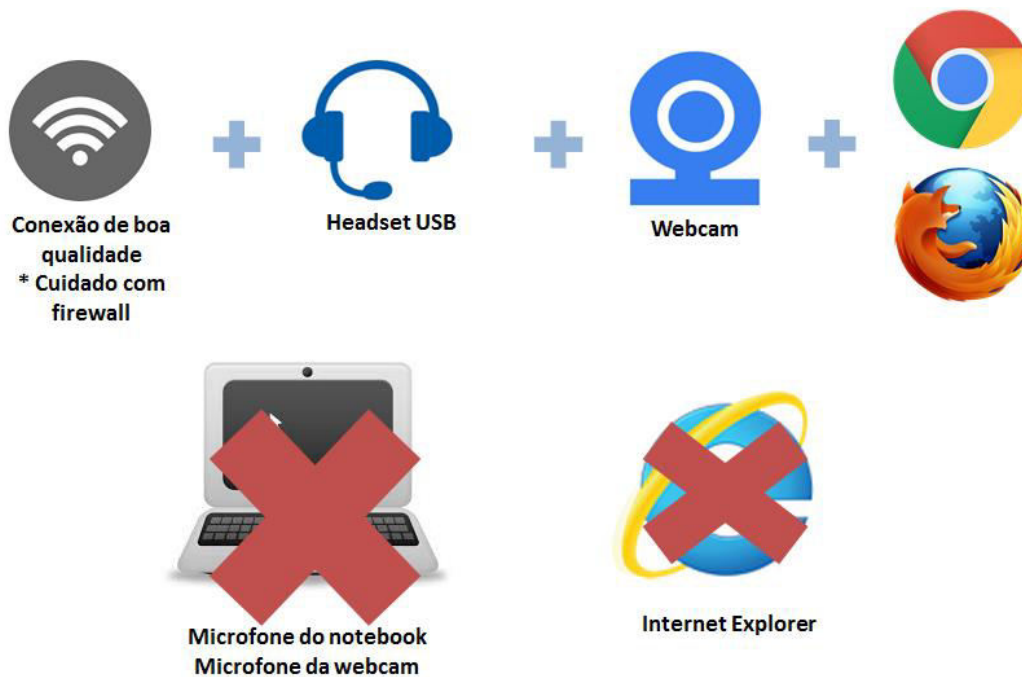 Conexão de boa
qualidade
* Cuidado com
firewall
Headset USB
Webcam
Microfone do notebook
Microfone da webcam
Internet Explorer